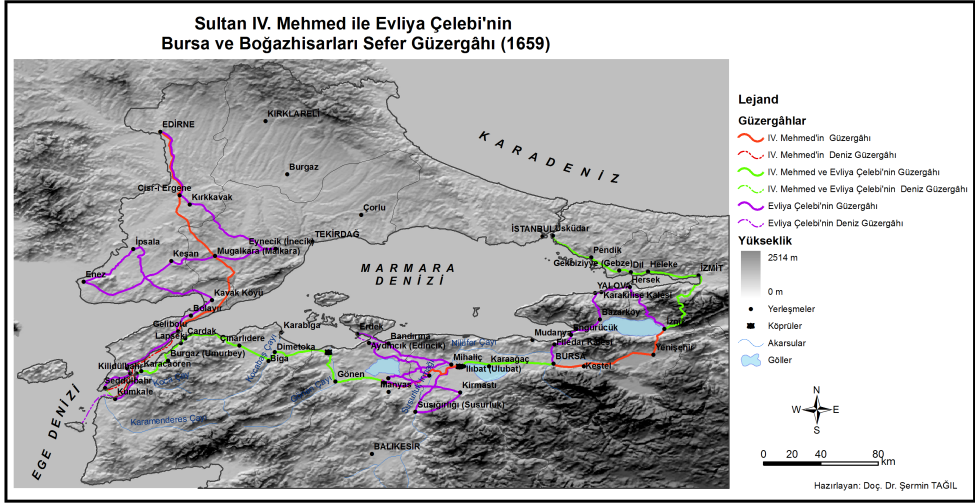 Sultan IV. Mehmed ile Evliya Çelebi'nin
Bursa ve Boğazhisarları Sefer Güzergâhı (1659)
KIRKLARELİ
EDİRNE
KARADENİZ
Burgaz
Cisr-i Ergene
Kırkkavak
Çorlu
İSTANBUL
Üsküdar
İpsala
Eynecik (İnecik)
TEKİRDAĞ
Mugalkara (Malkara)
Keşan
Pendik
Gekbiziyye (Gebze)
Dil
Heleke
İZMİT
Enez
MARMARA
DENİZİ
Hersek
YALOVA
Karakilise Kalesi
Kavak Köyü
Bolayır
Bazarköy
Gelibolu
Karabiga
Erdek
Mudanya
Engürücük
Lapseki
Çardak
Çınarlıdere
Bandırma
Aydıncık (Edincik)
Nilüfer Çayı
Filedar Kalesi
Burgaz (Umurbey)
Dimetoka
Yenişehir
Biga
Mihaliç
Karaağaç
BURSA
Kestel
Karacaören
Ilıbat (Ulubat)
Gönen
Manyas
Kirmastı
Kumkale
Karamenderes Çayı
Susığırlığı (Susurluk)
EGE DENİZİ
BALIKESİR
Lejand
Güzergâhlar
IV. Mehmed'in Güzergâhı
IV. Mehmed'in Deniz Güzergâhı
IV. Mehmed ve Evliya Çelebi'nin Güzergâhı
IV. Mehmed ve Evliya Çelebi'nin Deniz Güzergâhı
Evliya Çelebi'nin Güzergâhı
Evliya Çelebi'nin Deniz Güzergâhı
Yükseklik
2514 m
0 m
Yerleşmeler
Köprüler
Akarsular
Göller
N
W E
S
0 20 40 80
km
Hazırlayan: Doç. Dr. Şermin TAĞIL